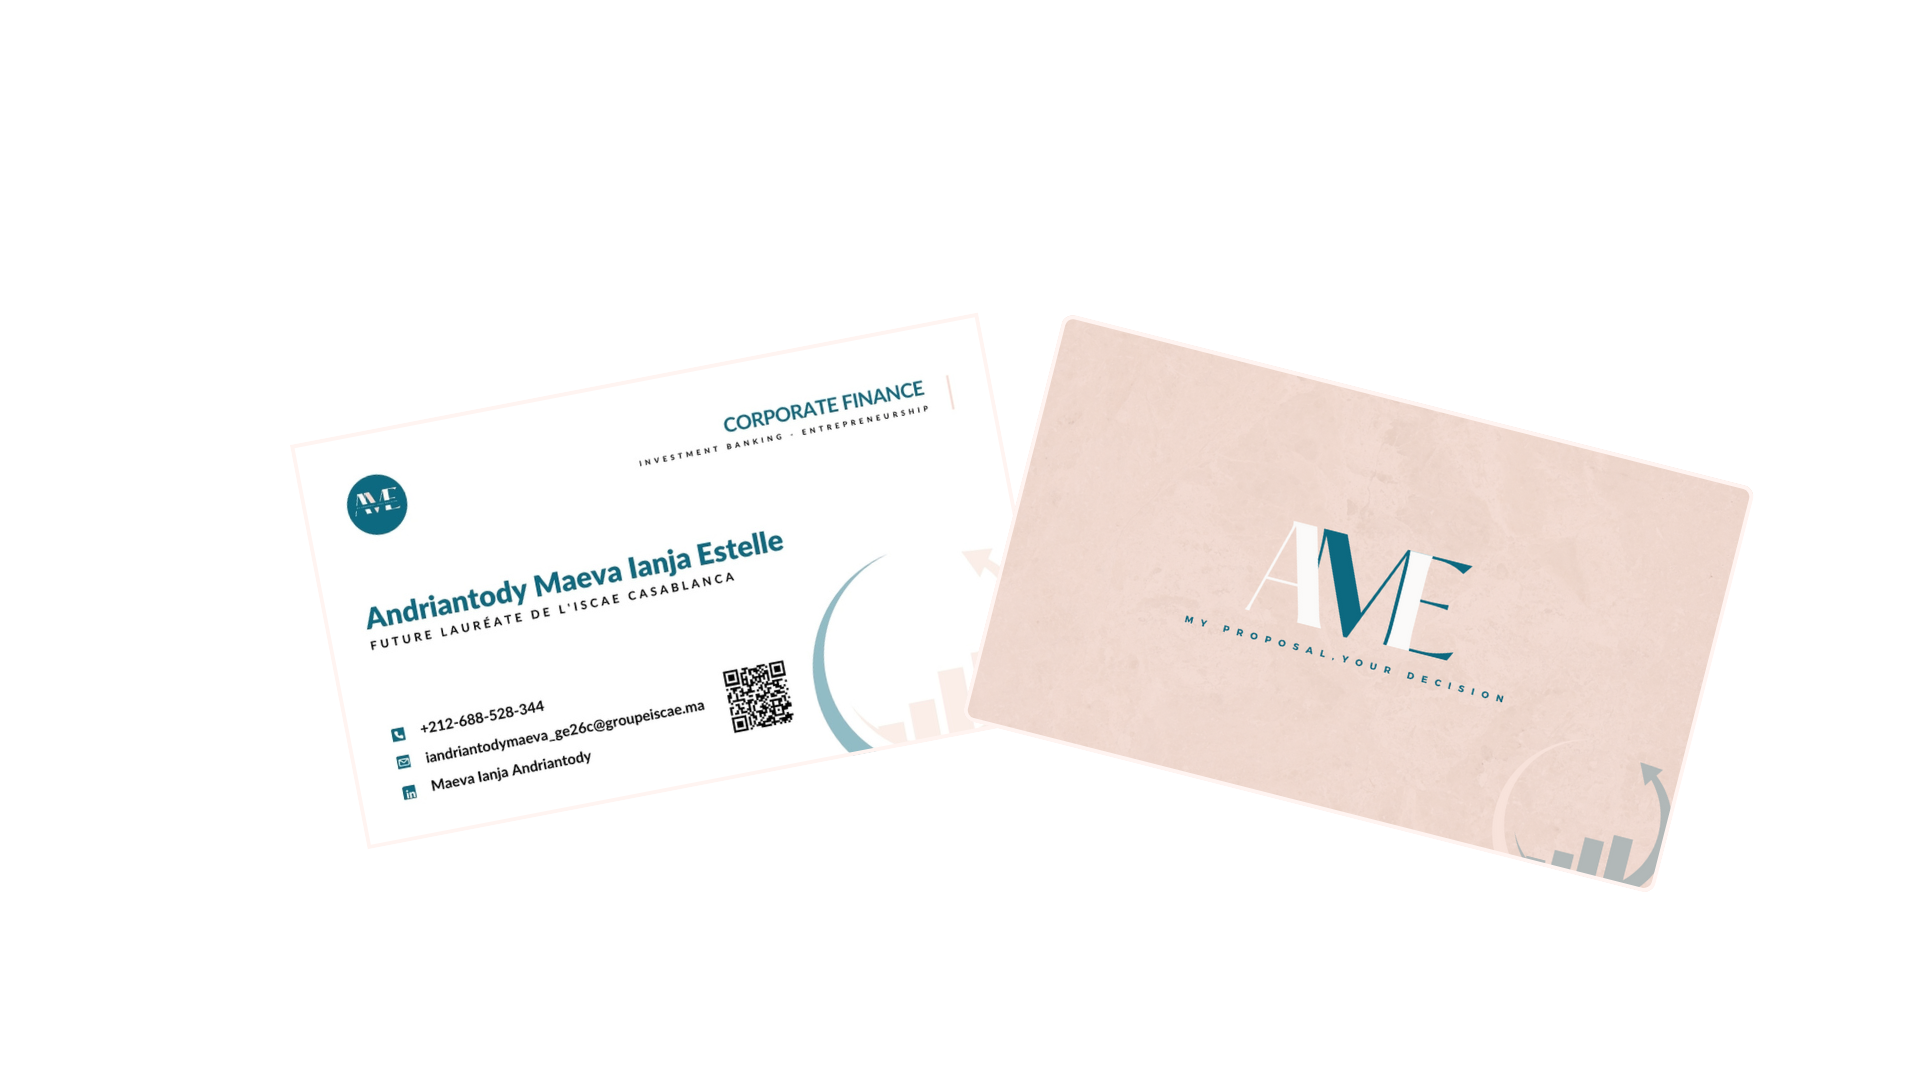 CORPORATE FINANCE
INVESTMENT BANKING - ENTREPRENEURSHIP
AME
Andriantody Maeva Ianja Estelle
FUTURE LAURÉATE DE L'ISCAE CASABLANCA
+212-688-528-344
iandriantodymaeva_ge26c@groupeiscae.ma
Maeva Ianja Andriantody
in
AME
MY PROPOSAL,YOUR DECISION